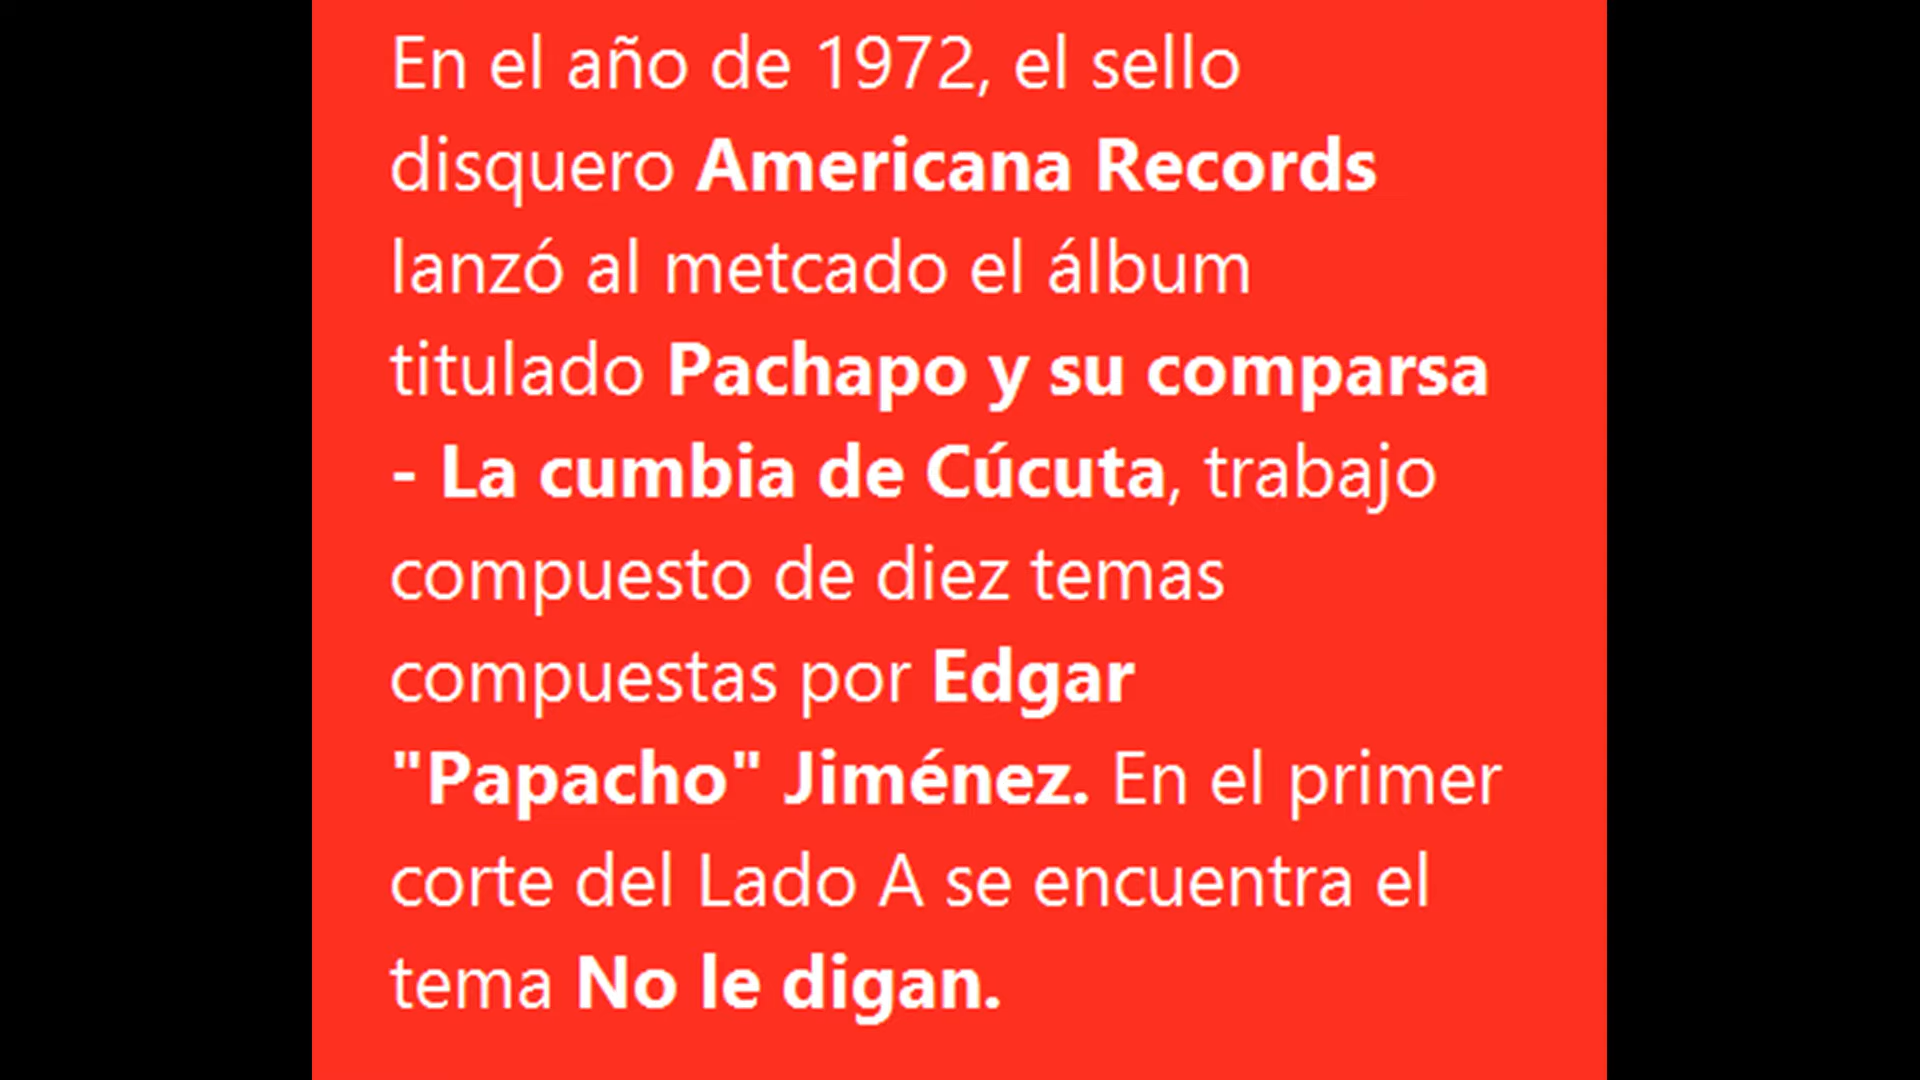 En el año de 1972, el sello
disquero Americana Records
lanzó al metcado el álbum
titulado Pachapo y su comparsa
- La cumbia de Cúcuta, trabajo
compuesto de diez temas
compuestas por Edgar
"Papacho" Jiménez. En el primer
corte del Lado A se encuentra el
tema No le digan.